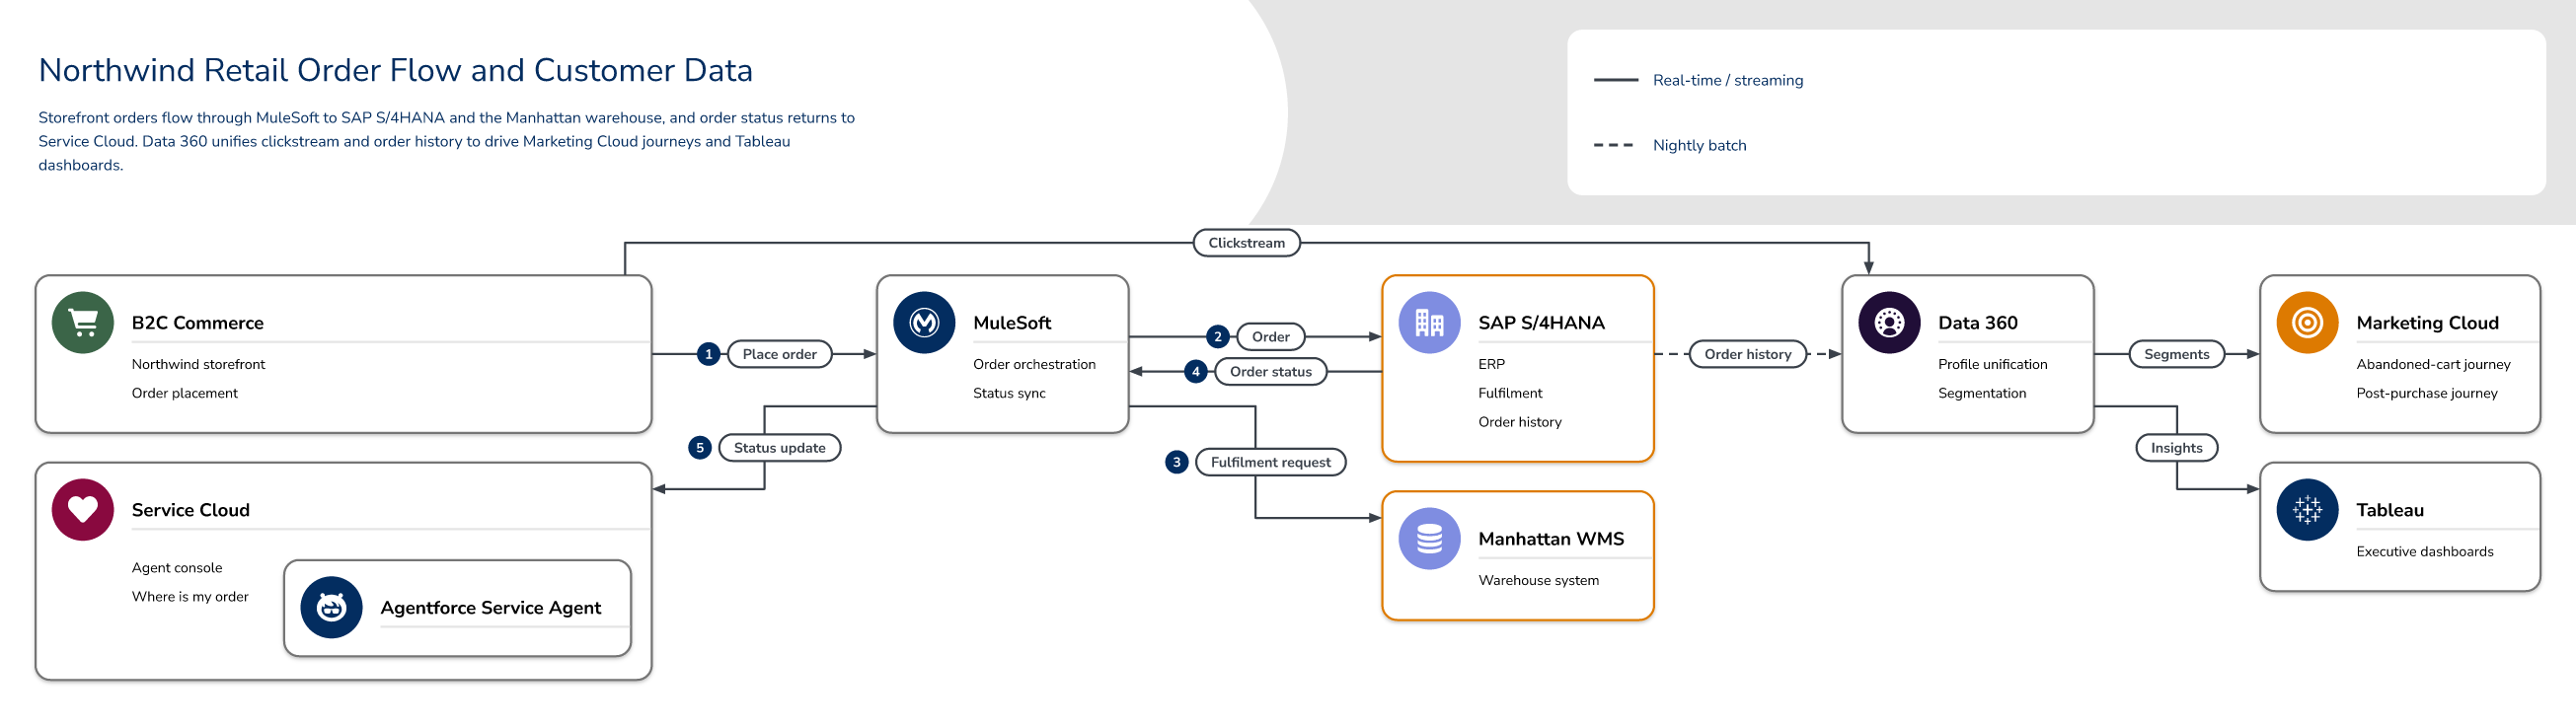 Northwind Retail Order Flow and Customer Data
Storefront orders flow through MuleSoft to SAP S/4HANA and the Manhattan warehouse, and order status returns to
Service Cloud. Data 360 unifies clickstream and order history to drive Marketing Cloud journeys and Tableau
dashboards.
Real-time / streaming
Nightly batch
Clickstream
B2C Commerce
Northwind storefront
Order placement
1 Place order
MuleSoft
Order orchestration
Status sync
2 Order
4 Order status
SAP S/4HANA
ERP
Fulfilment
Order history
Order history
Data 360
Profile unification
Segmentation
Segments
Marketing Cloud
Abandoned-cart journey
Post-purchase journey
5 Status update
3 Fulfilment request
Insights
Service Cloud
Agent console
Where is my order
Agentforce Service Agent
Manhattan WMS
Warehouse system
Tableau
Executive dashboards